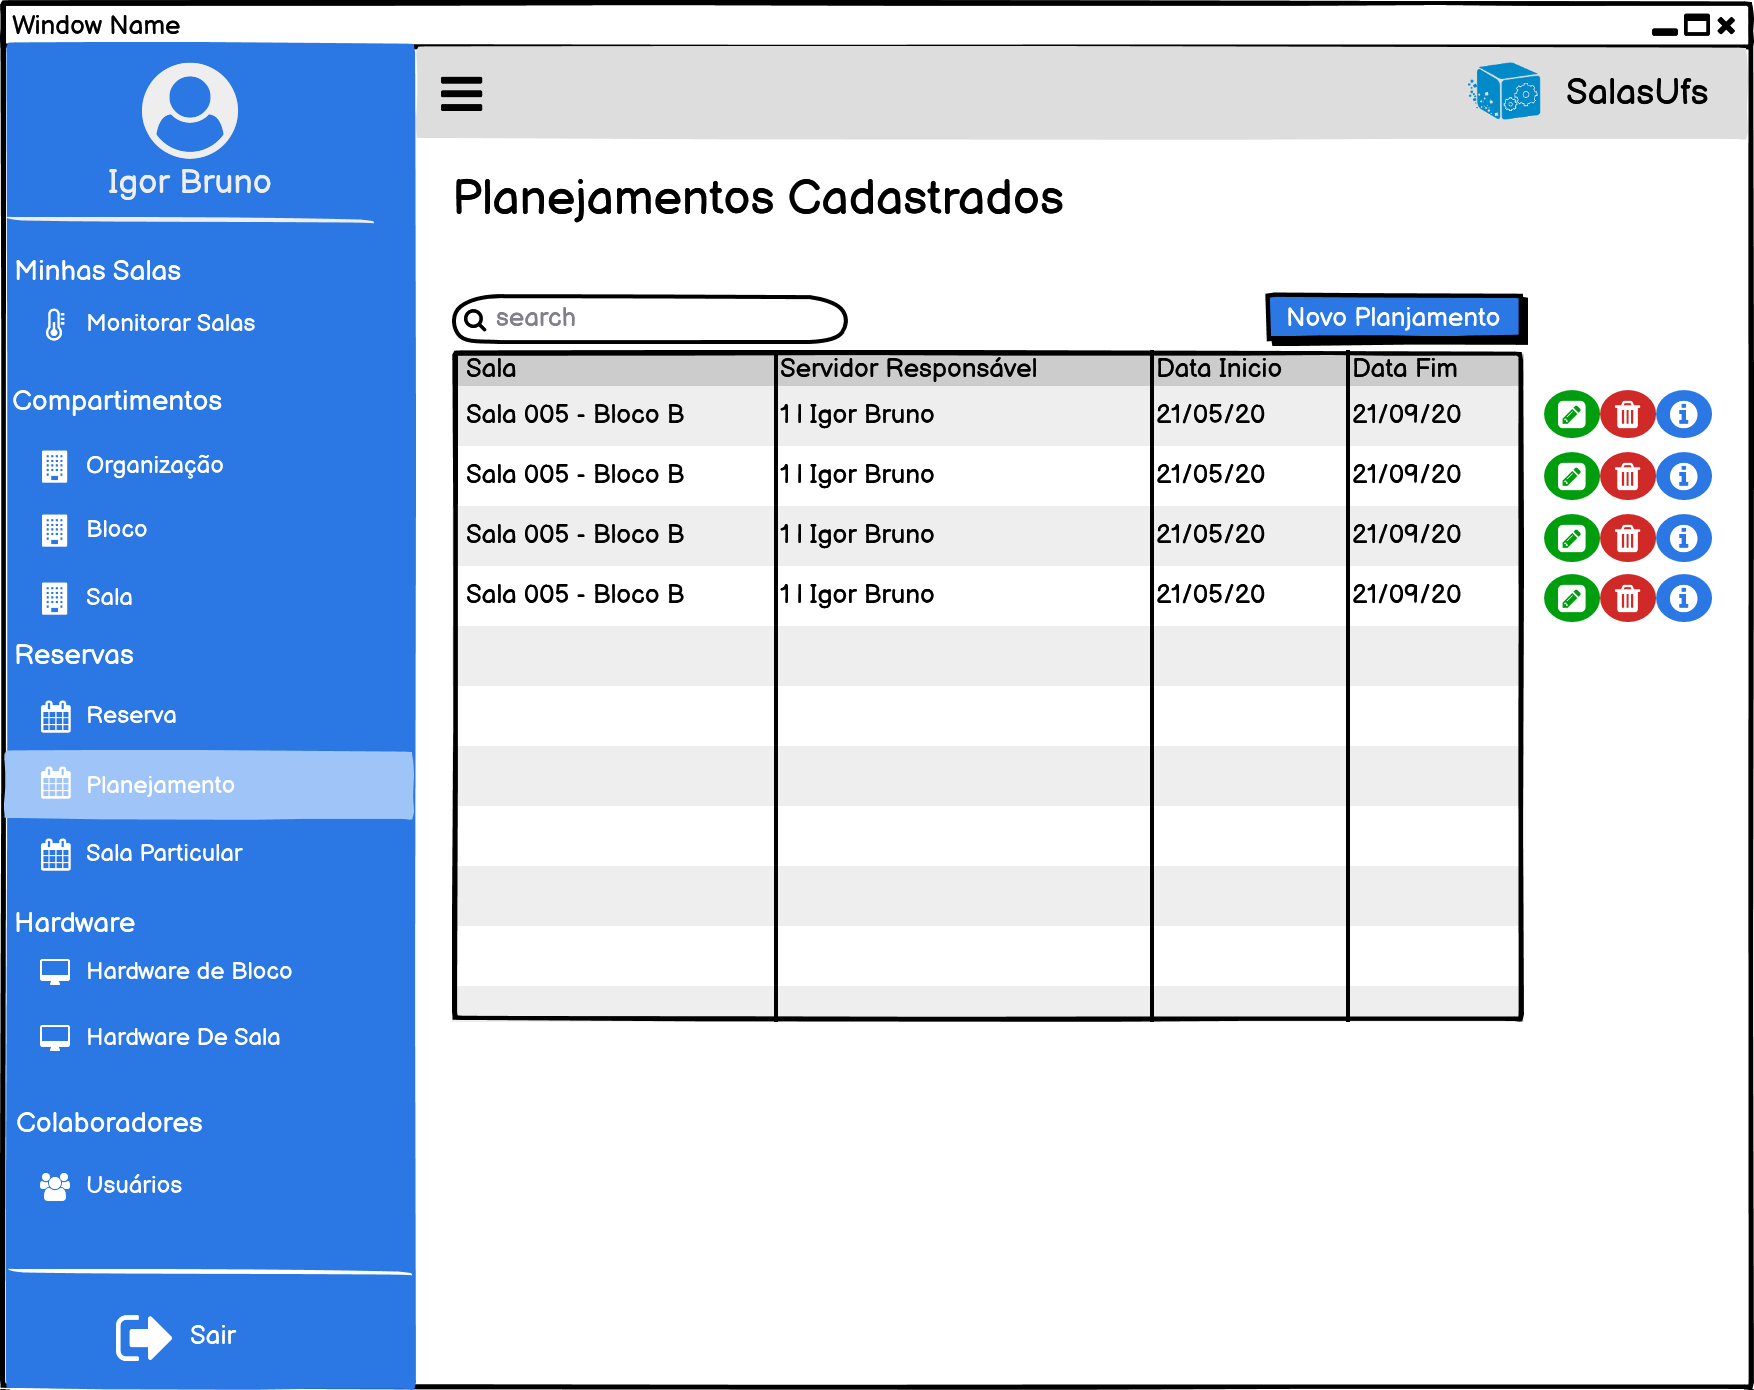 Window Name
Igor Bruno
Minhas Salas
Monitorar Salas
Compartimentos
Organização
Bloco
Sala
Reservas
Reserva
Planejamento
Sala Particular
Hardware
Hardware de Bloco
Hardware De Sala
Colaboradores
Usuários
Sair
SalasUfs
Planejamentos Cadastrados
search
Novo Planjamento
Sala Servidor Responsável Data Inicio Data Fim
Sala 005 - Bloco B 1 | Igor Bruno 21/05/20 21/09/20
Sala 005 - Bloco B 1 | Igor Bruno 21/05/20 21/09/20
Sala 005 - Bloco B 1 | Igor Bruno 21/05/20 21/09/20
Sala 005 - Bloco B 1 | Igor Bruno 21/05/20 21/09/20